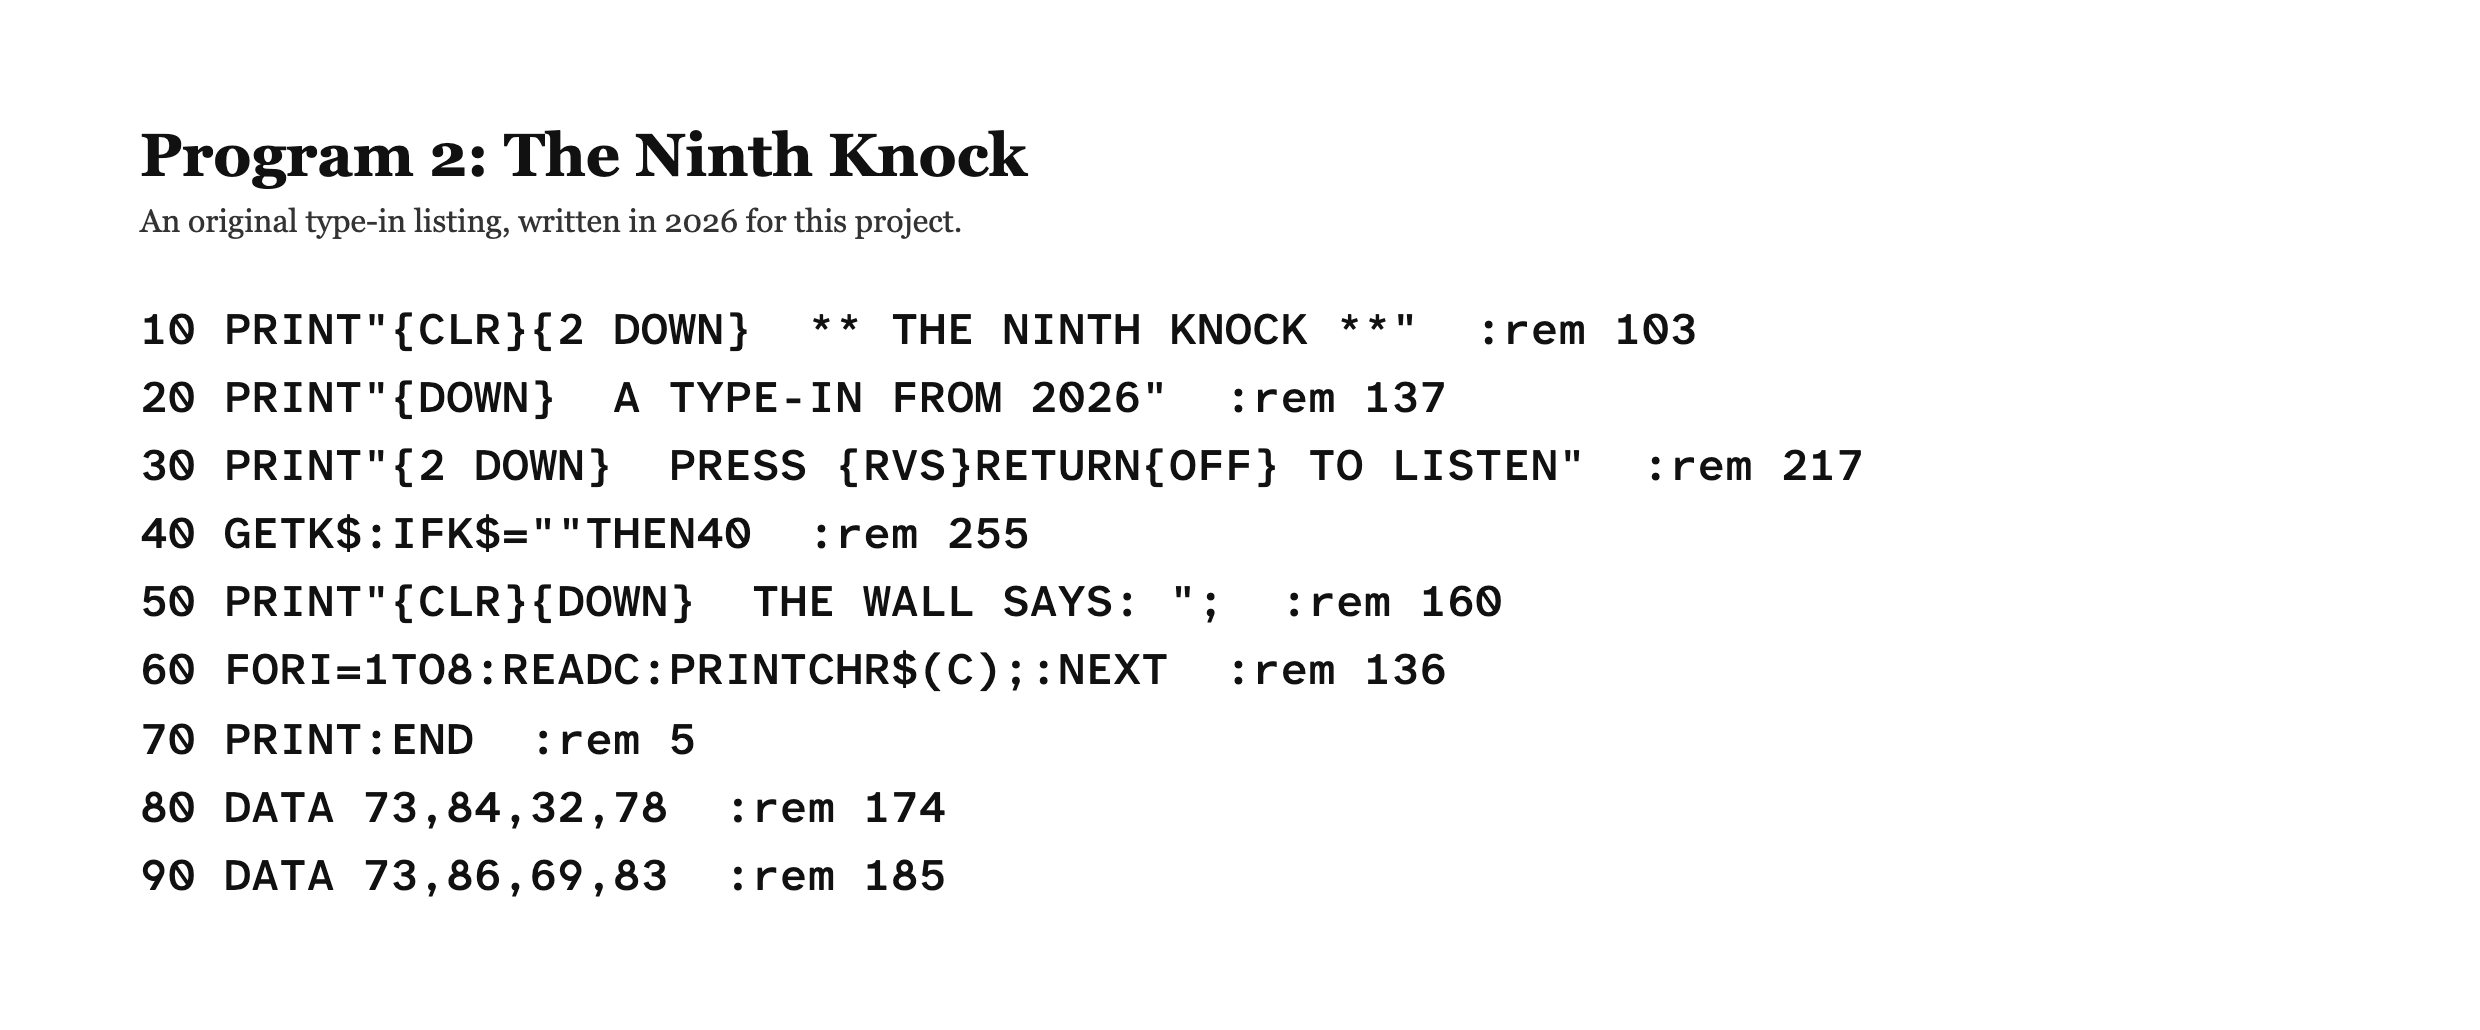 Program 2: The Ninth Knock
An original type-in listing, written in 2026 for this project.
10 PRINT"{CLR}{2 DOWN}  ** THE NINTH KNOCK **"  :rem 103
20 PRINT"{DOWN}  A TYPE-IN FROM 2026"  :rem 137
30 PRINT"{2 DOWN}  PRESS {RVS}RETURN{OFF} TO LISTEN"  :rem 217
40 GETK$:IFK$=""THEN40  :rem 255
50 PRINT"{CLR}{DOWN}  THE WALL SAYS: ";  :rem 160
60 FORI=1TO8:READC:PRINTCHR$(C);:NEXT  :rem 136
70 PRINT:END  :rem 5
80 DATA 73,84,32,78  :rem 174
90 DATA 73,86,69,83  :rem 185